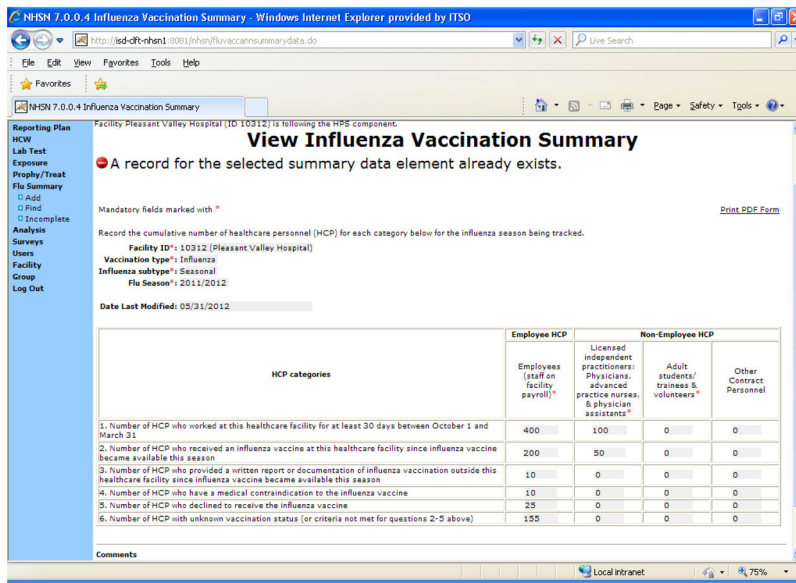 NHSN 7.0.0.4 Influenza Vaccination Summary - Windows Internet Explorer provided by ITSO
http://isd-dft-nhsn1:8081/nhsn/fluvaccannsummarydata.do
Live Search
File Edit View Favorites Tools Help
Favorites
NHSN 7.0.0.4 Influenza Vaccination Summary
Page Safety Tools
Reporting Plan
HCW
Lab Test
Exposure
Prophy/Treat
Flu Summary
Add
Find
Incomplete
Analysis
Surveys
Users
Facility
Group
Log Out
Facility Pleasant Valley Hospital (ID 10312) is following the HPS component.
View Influenza Vaccination Summary
A record for the selected summary data element already exists.
Mandatory fields marked with *
Print PDF Form
Record the cumulative number of healthcare personnel (HCP) for each category below for the influenza season being tracked.
Facility ID*: 10312 (Pleasant Valley Hospital)
Vaccination type*: Influenza
Influenza subtype*: Seasonal
Flu Season*: 2011/2012
Date Last Modified: 05/31/2012
Employee HCP Non-Employee HCP
HCP categories
Employees
(staff on
facility
payroll)*
Licensed
independent
practitioners:
Physicians,
advanced
practice nurses,
& physician
assistants*
Adult
students/
trainees &
volunteers*
Other
Contract
Personnel
1. Number of HCP who worked at this healthcare facility for at least 30 days between October 1 and
March 31
400 100 0 0
2. Number of HCP who received an influenza vaccine at this healthcare facility since influenza vaccine
became available this season
200 50 0 0
3. Number of HCP who provided a written report or documentation of influenza vaccination outside this
healthcare facility since influenza vaccine became available this season
10 0 0 0
4. Number of HCP who have a medical contraindication to the influenza vaccine
10 0 0 0
5. Number of HCP who declined to receive the influenza vaccine
25 0 0 0
6. Number of HCP with unknown vaccination status (or criteria not met for questions 2-5 above)
155 0 0 0
Comments
Local intranet
75%